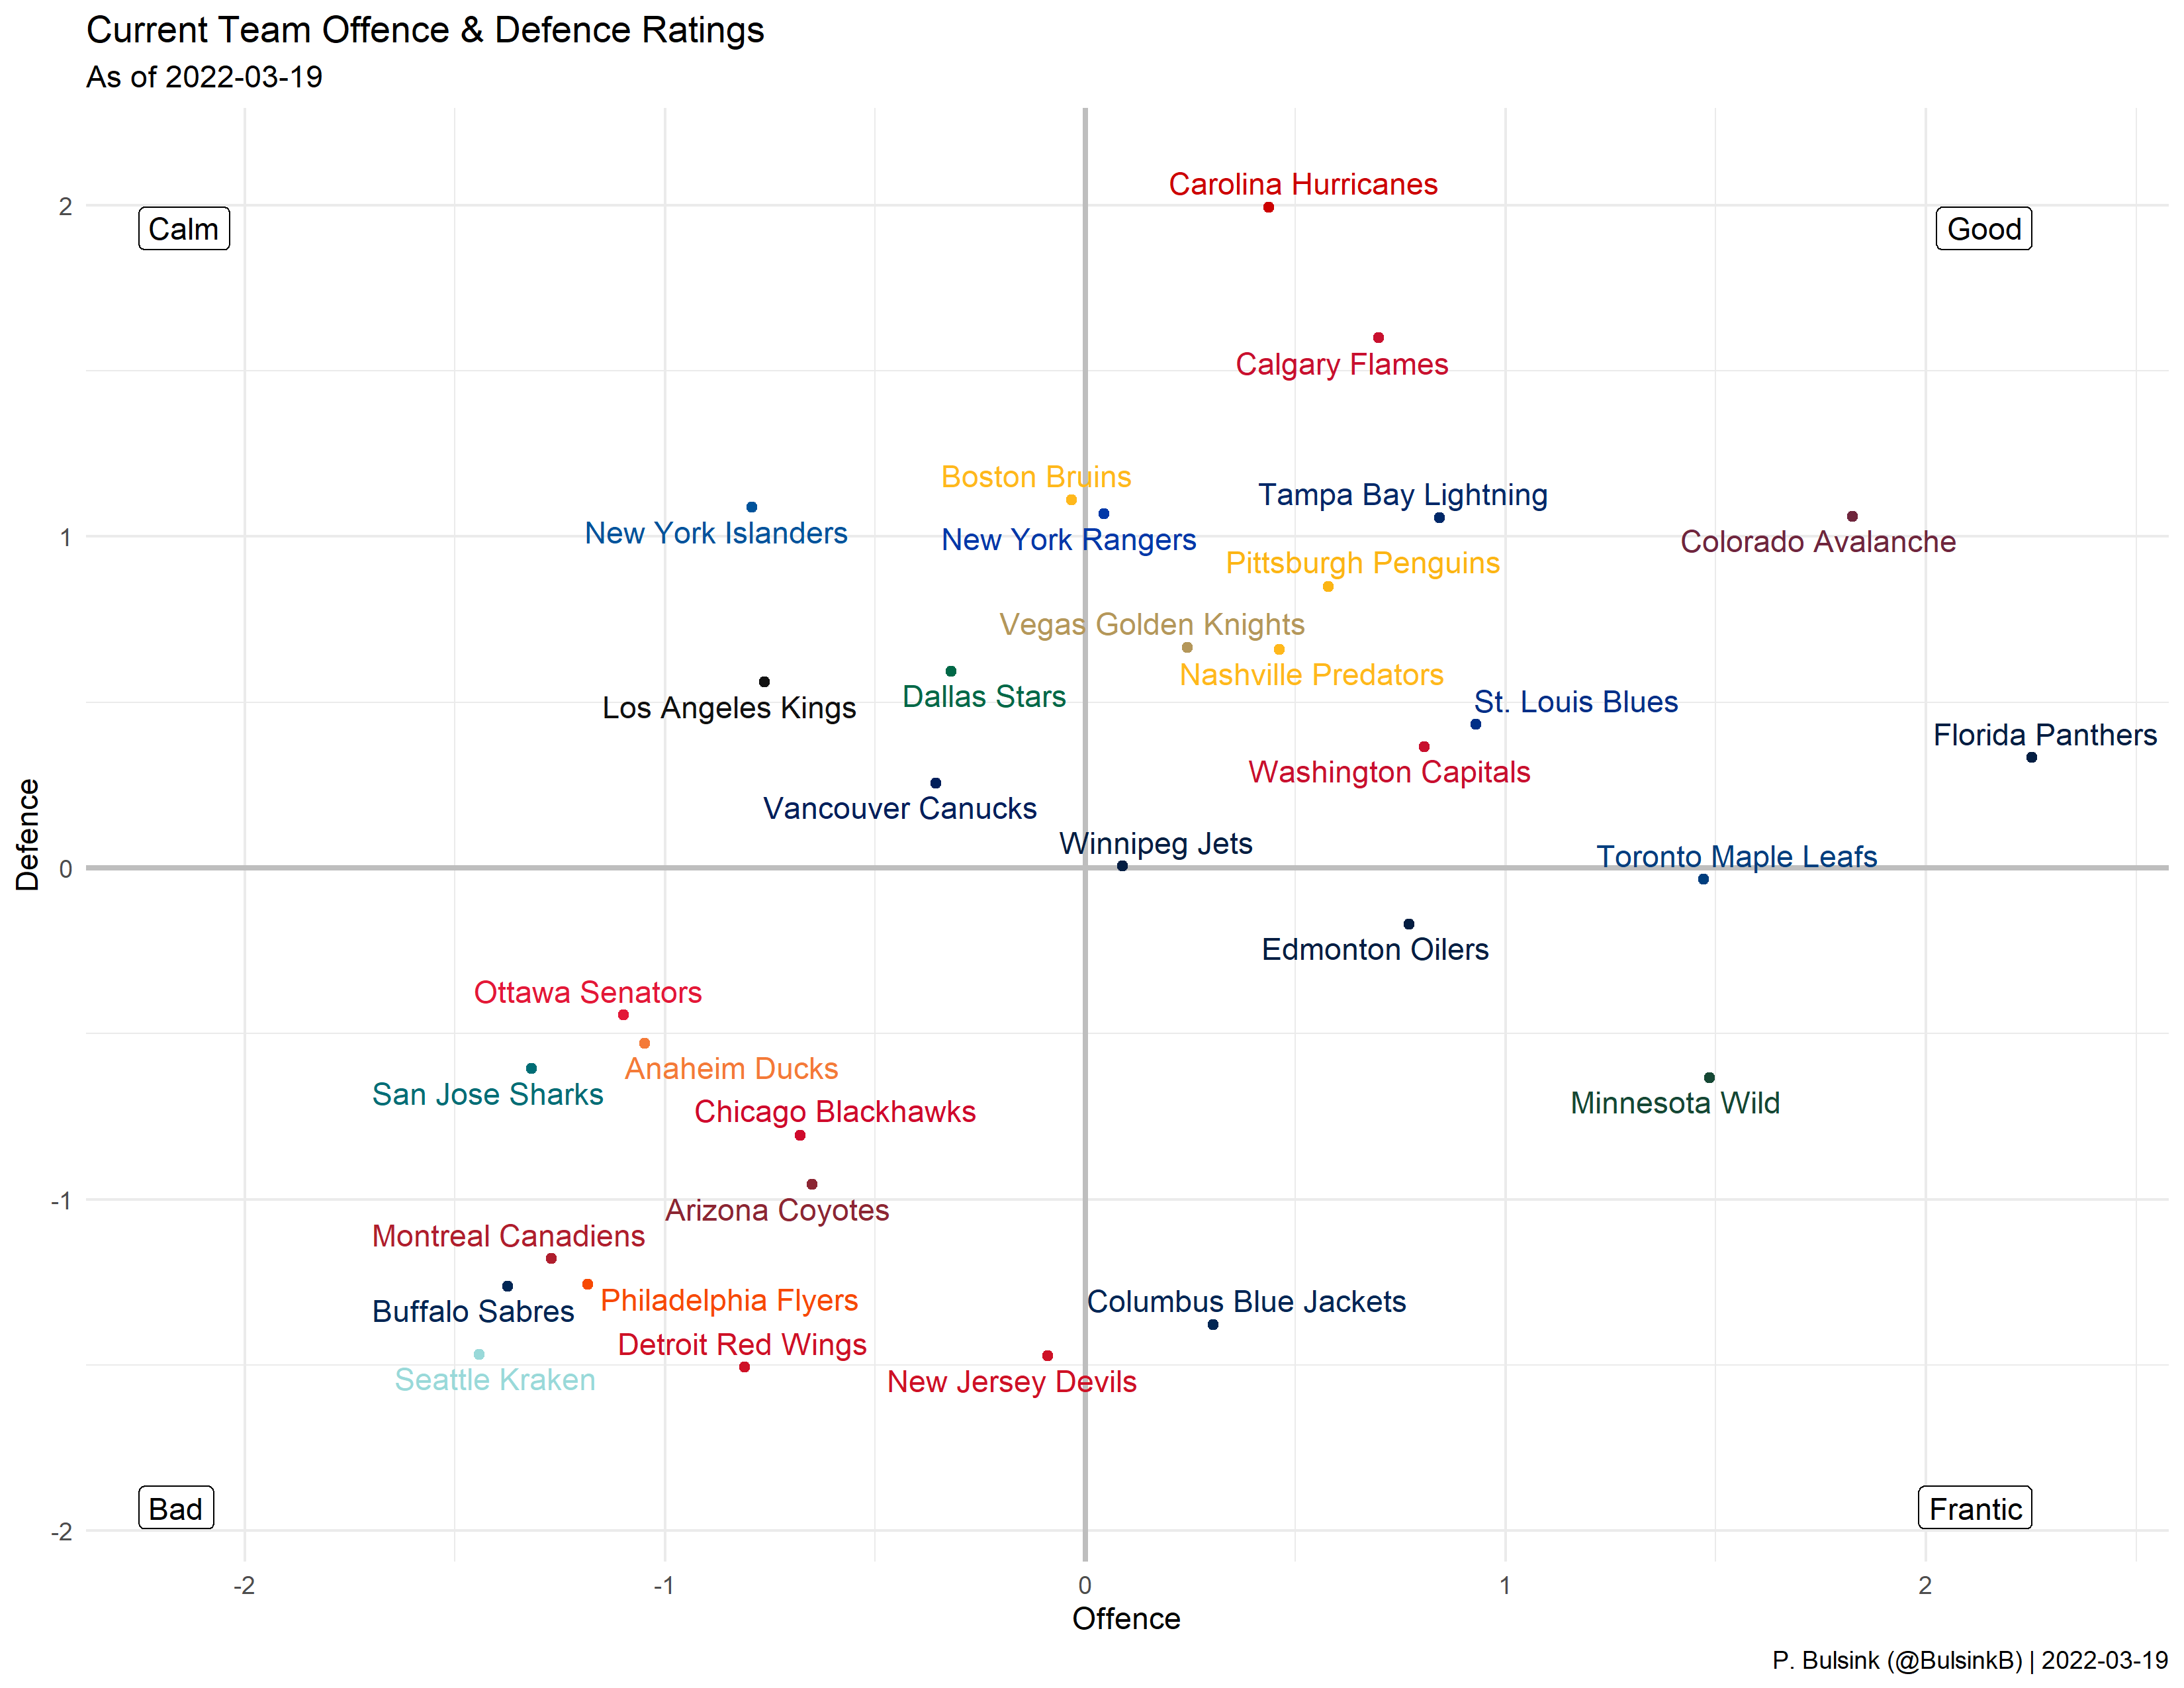 Current Team Offence & Defence Ratings
As of 2022-03-19
Carolina Hurricanes
2
Calm
Good
Calgary Flames
Boston Bruins
Tampa Bay Lightning
New York Islanders
New York Rangers
1
Colorado Avalanche
Pittsburgh Penguins
Vegas Golden Knights
Nashville Predators
Dallas Stars
Los Angeles Kings
St. Louis Blues
Florida Panthers
Washington Capitals
Vancouver Canucks
Defence
Winnipeg Jets
Toronto Maple Leafs
0
Edmonton Oilers
Ottawa Senators
Anaheim Ducks
San Jose Sharks
Minnesota Wild
Chicago Blackhawks
-1
Arizona Coyotes
Montreal Canadiens
Philadelphia Flyers
Columbus Blue Jackets
Buffalo Sabres
Detroit Red Wings
Seattle Kraken
New Jersey Devils
Bad
Frantic
-2
-2
-1
0
1
2
Offence
P. Bulsink (@BulsinkB) | 2022-03-19